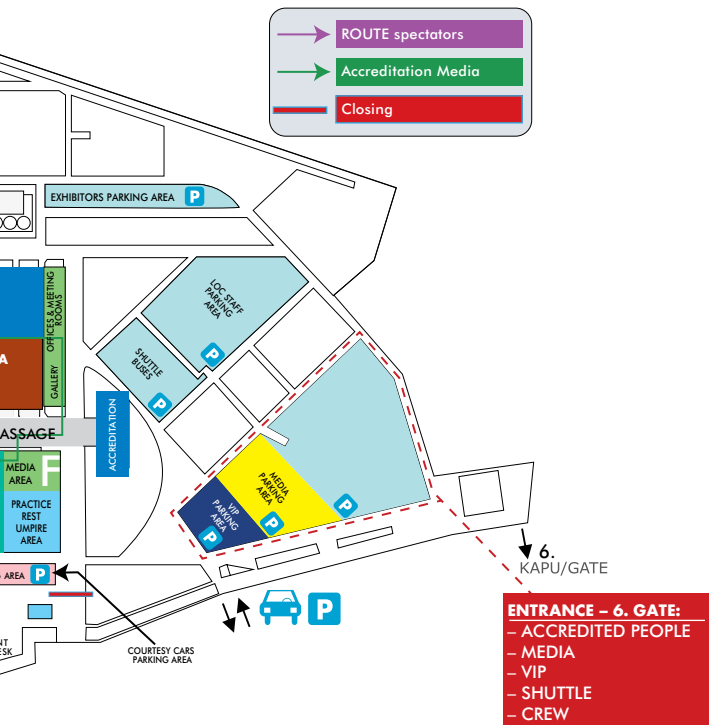 ROUTE spectators
Accreditation Media
Closing
EXHIBITORS PARKING AREA
P
OFFICES & MEETING
ROOMS
GALLERY
LOC STAFF
PARKING
AREA
P
SHUTTLE
BUSES
P
A
ASSAGE
ACCREDITATION
MEDIA
AREA
F
PRACTICE
REST
UMPIRE
AREA
MEDIA
PARKING
AREA
P
VIP
PARKING
AREA
P
P
AREA
P
6.
KAPU/GATE
P
NT
ESK
COURTESY CARS
PARKING AREA
ENTRANCE – 6. GATE:
– ACCREDITED PEOPLE
– MEDIA
– VIP
– SHUTTLE
– CREW